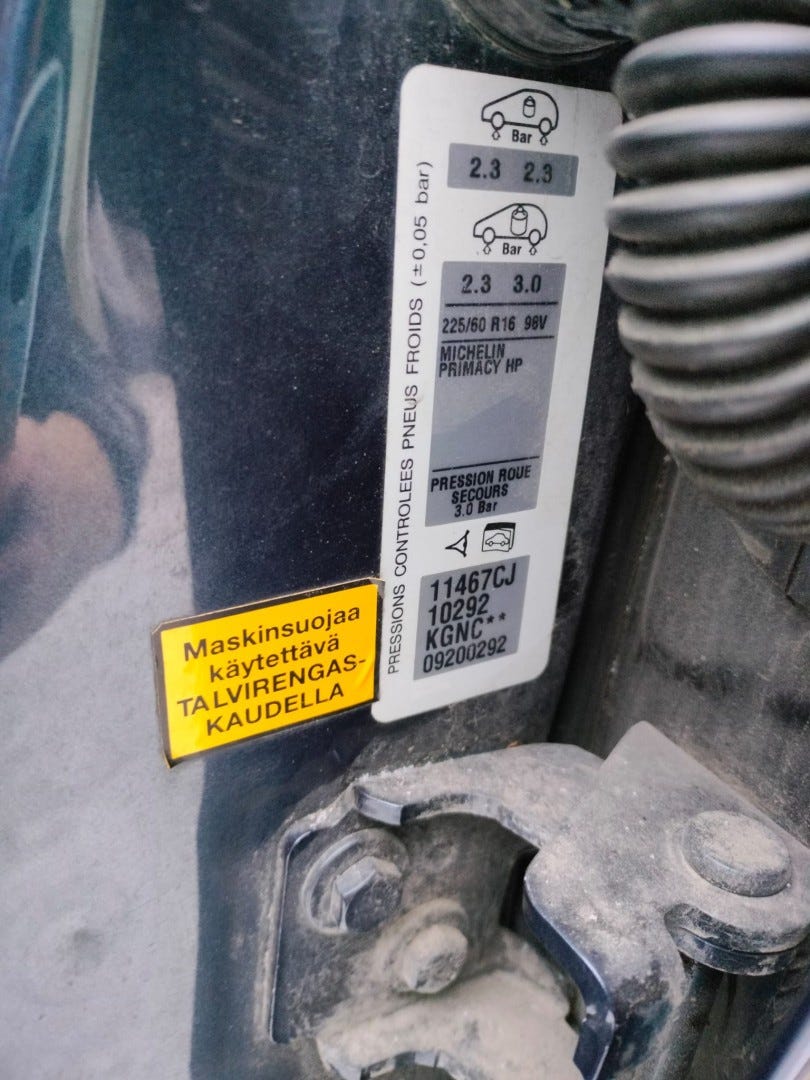 Bar
2.3 2.3
Bar
2.3 3.0
225/60 R16 98V
MICHELIN
PRIMACY HP
PRESSION ROUE
SECOURS
3.0 Bar
11467CJ
10292
KGNC**
09200292
PRESSIONS CONTROLEES PNEUS FROIDS (±0,05 bar)
Maskinsuojaa
käytettävä
TALVIRENGAS-
KAUDELLA